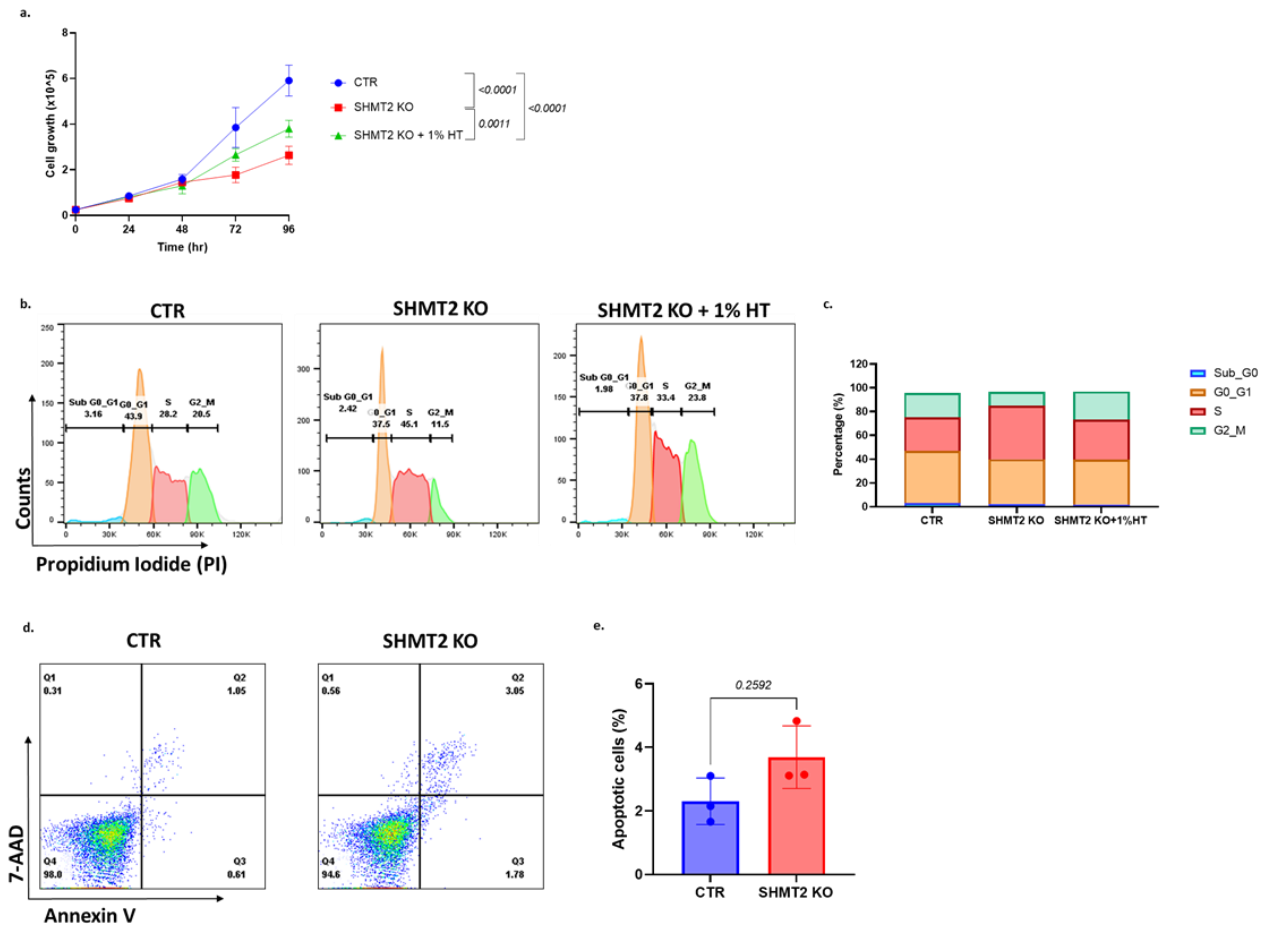 a.
8
6
4
2
0
Cell growth (x10^5)
0 24 48 72 96
Time (hr)
CTR
SHMT2 KO
SHMT2 KO + 1% HT
<0.0001
0.0011
<0.0001
b.
CTR
250
200
150
100
50
0
Sub G0_G1
3.16
G0_G1
43.9
S
28.2
G2_M
20.5
0 30K 60K 90K 120K
Counts
Propidium Iodide (PI)
SHMT2 KO
300
200
100
0
Sub G0_G1
2.42
G0_G1
37.5
S
45.1
G2_M
11.5
0 30K 60K 90K 120K
SHMT2 KO + 1% HT
200
150
100
50
0
Sub G0_G1
1.98
G0_G1
37.8
S
33.4
G2_M
23.8
0 30K 60K 90K 120K
c.
120
100
80
60
40
20
0
Percentage (%)
CTR SHMT2 KO SHMT2 KO+1%HT
Sub_G0
G0_G1
S
G2_M
d.
CTR
Q1
0.31
Q2
1.05
Q4
98.0
Q3
0.61
7-AAD
Annexin V
SHMT2 KO
Q1
0.56
Q2
3.05
Q4
94.6
Q3
1.78
e.
6
4
2
0
Apoptotic cells (%)
0.2592
CTR SHMT2 KO